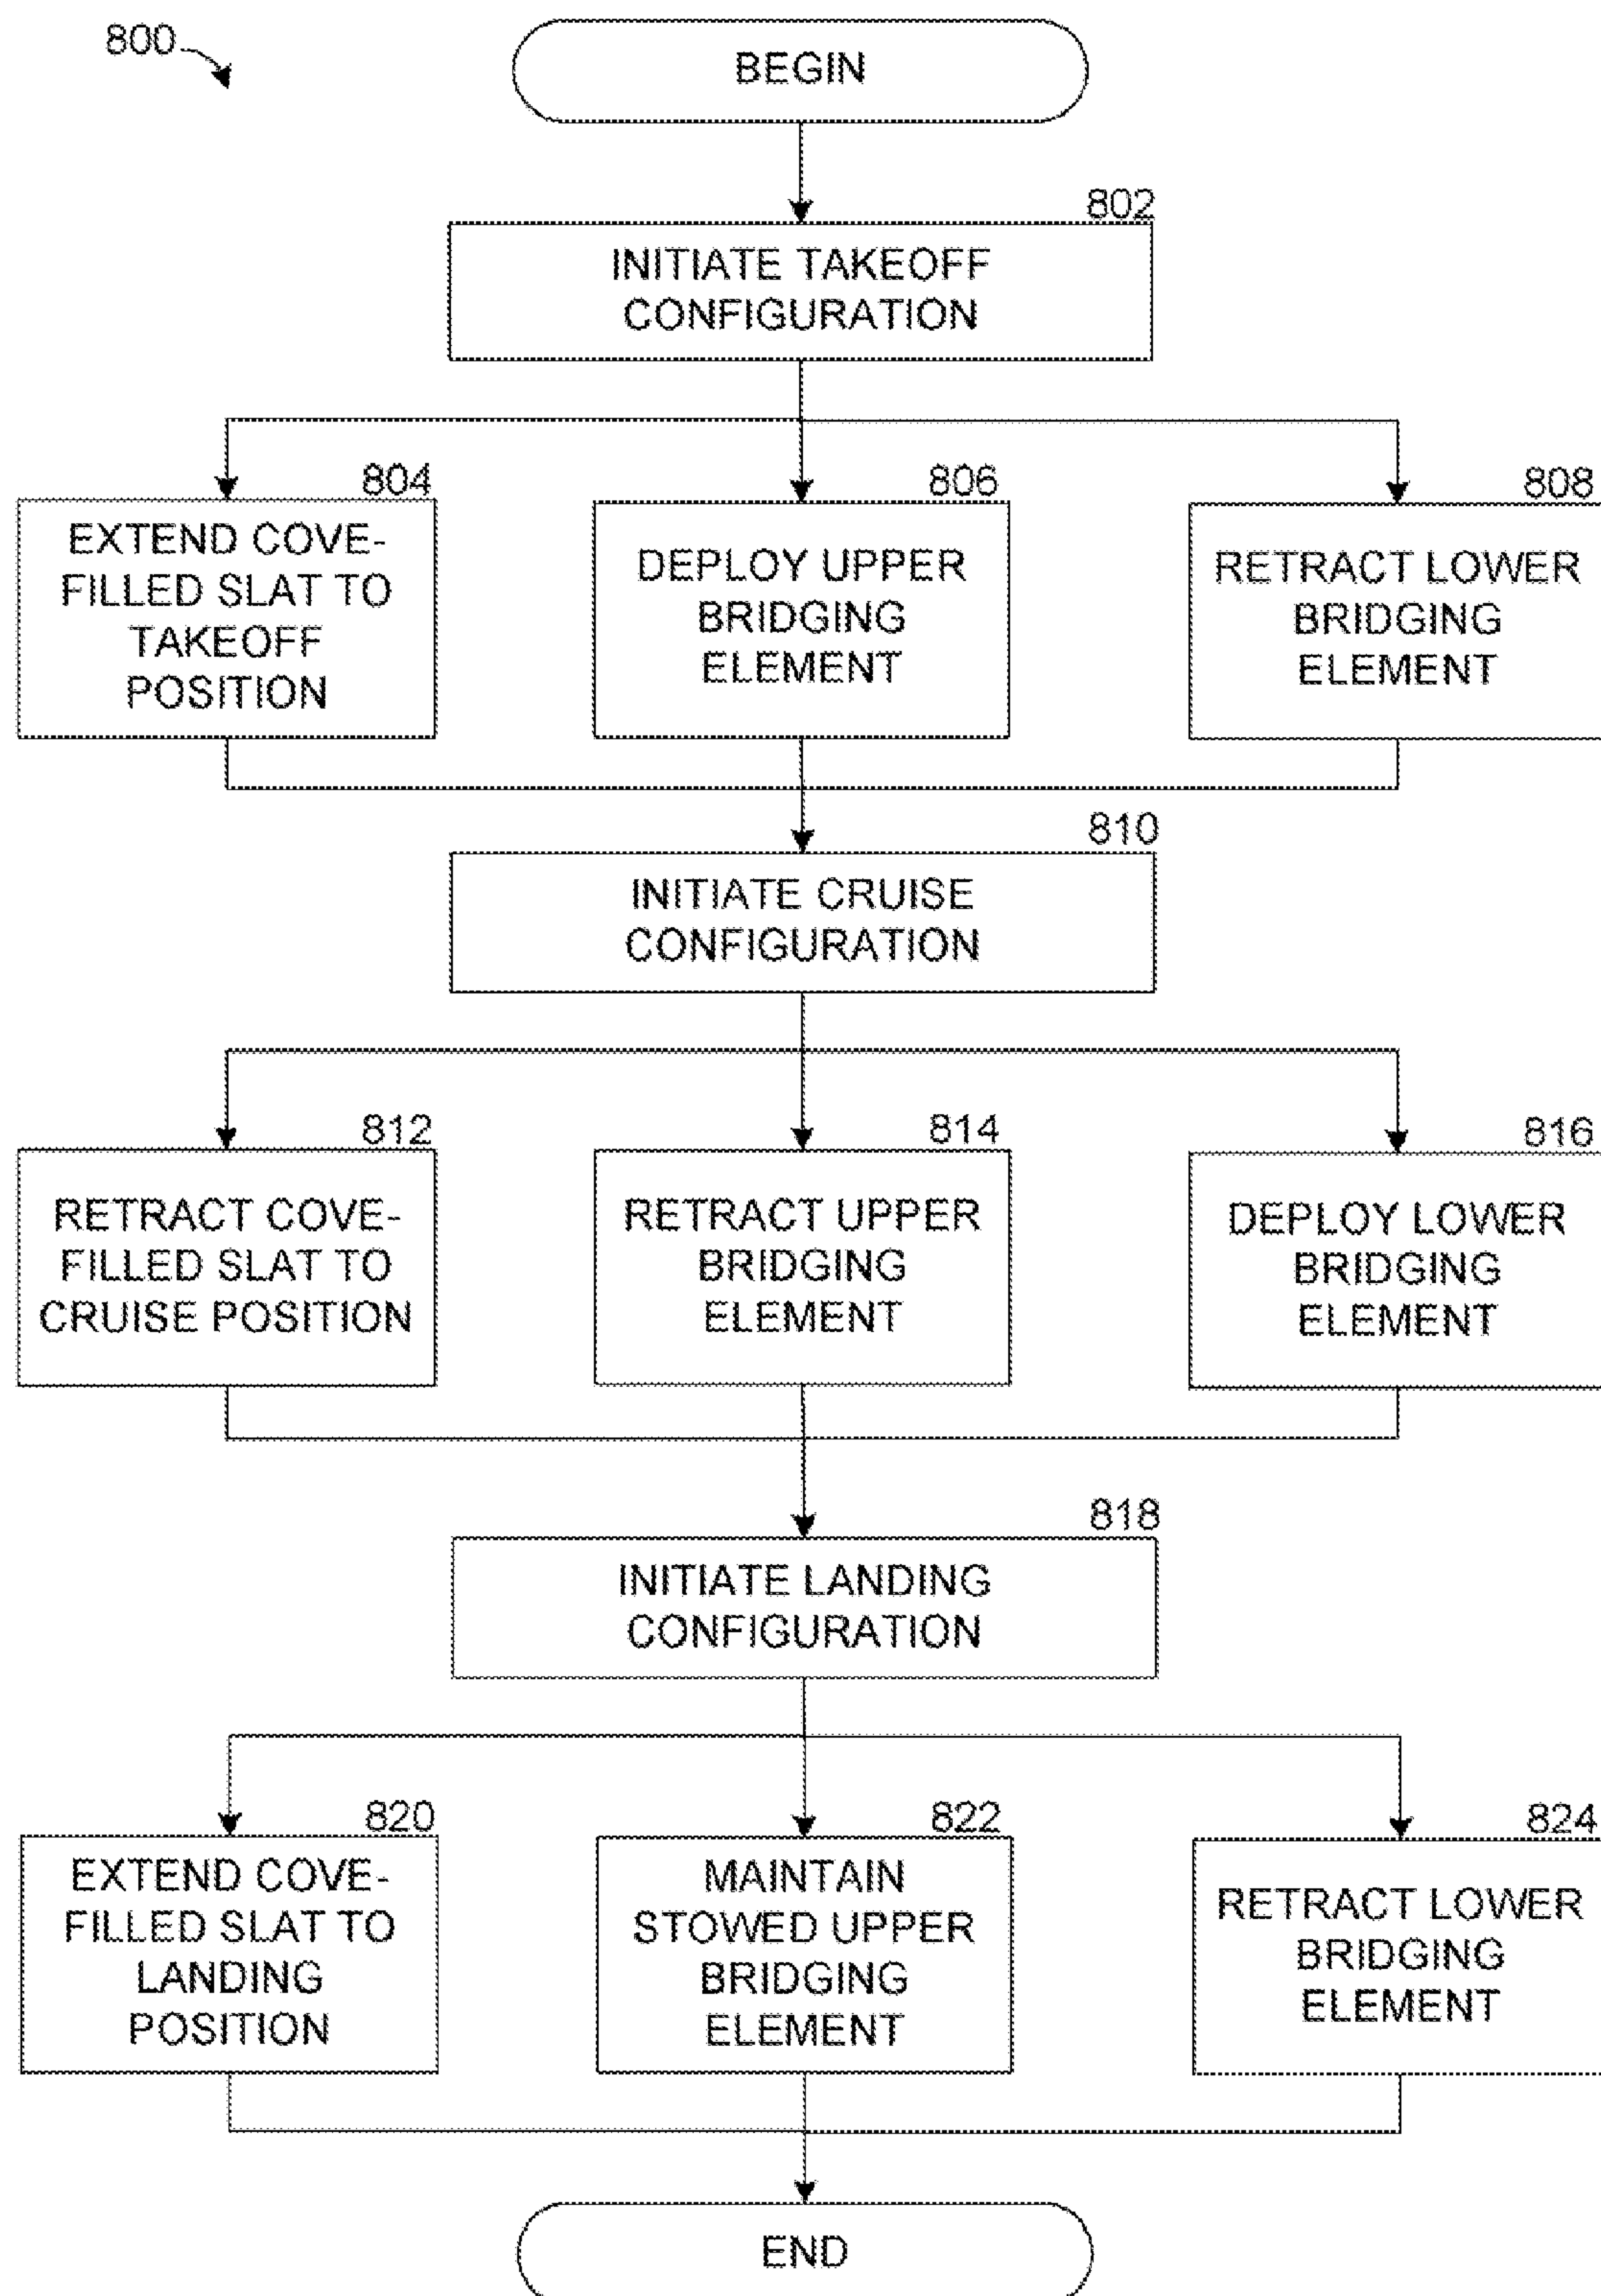 800
BEGIN
802
INITIATE TAKEOFF
CONFIGURATION
804
EXTEND COVE-
FILLED SLAT TO
TAKEOFF
POSITION
806
DEPLOY UPPER
BRIDGING
ELEMENT
808
RETRACT LOWER
BRIDGING
ELEMENT
810
INITIATE CRUISE
CONFIGURATION
812
RETRACT COVE-
FILLED SLAT TO
CRUISE POSITION
814
RETRACT UPPER
BRIDGING
ELEMENT
816
DEPLOY LOWER
BRIDGING
ELEMENT
818
INITIATE LANDING
CONFIGURATION
820
EXTEND COVE-
FILLED SLAT TO
LANDING
POSITION
822
MAINTAIN
STOWED UPPER
BRIDGING
ELEMENT
824
RETRACT LOWER
BRIDGING
ELEMENT
END